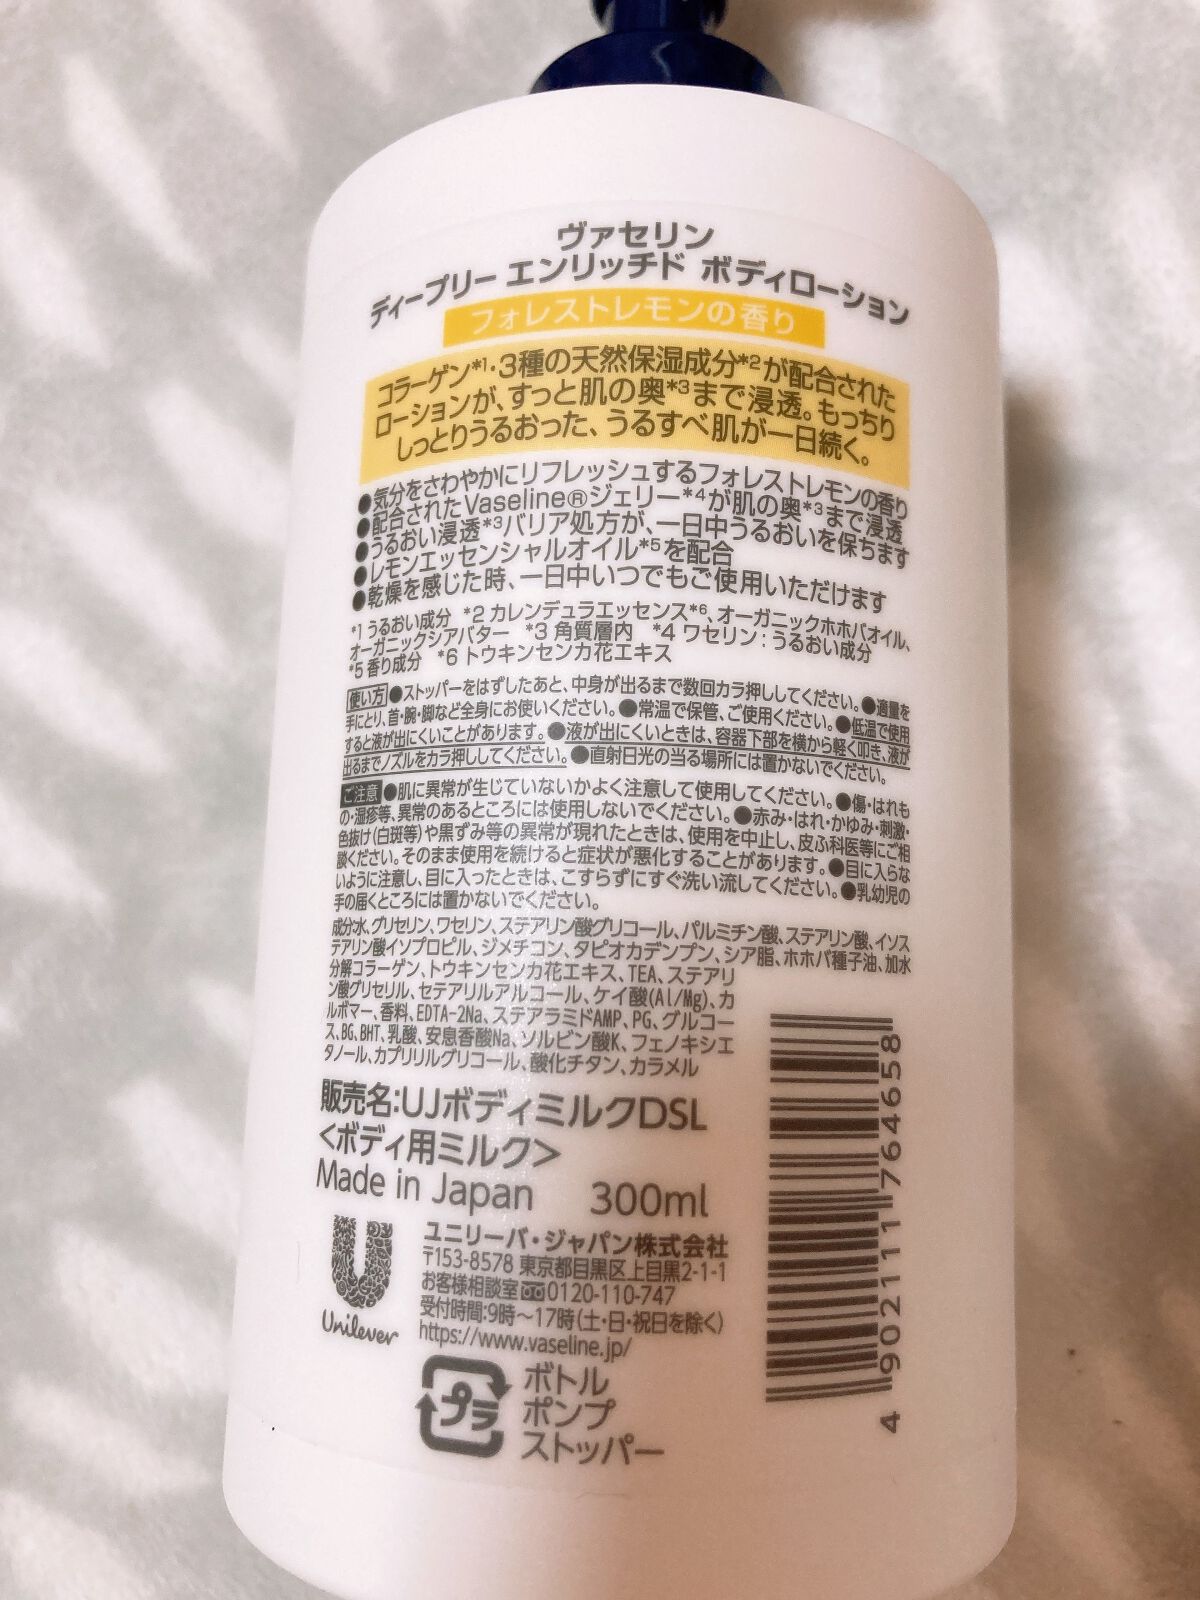 ヴァセリン
ディープリー エンリッチド ボディローション
フォレストレモンの香り
コラーゲン*1・3種の天然保湿成分*2が配合された
ローションが、すっと肌の奥*3まで浸透。もっちり
しっとりうるおった、うるすべ肌が一日続く。
●気分をさわやかにリフレッシュするフォレストレモンの香り
●配合されたVaseline®ジェリー*4が肌の奥*3まで浸透
●うるおい浸透*3バリア処方が、一日中うるおいを保ちます
●レモンエッセンシャルオイル*5を配合
●乾燥を感じた時、一日中いつでもご使用いただけます
*1 うるおい成分 *2 カレンデュラエッセンス*6、オーガニックホホバオイル、
オーガニックシアバター *3 角質層内 *4 ワセリン:うるおい成分
*5 香り成分 *6 トウキンセンカ花エキス
使い方 ●ストッパーをはずしたあと、中身が出るまで数回カラ押ししてください。●適量を
手にとり、首・腕・脚など全身にお使いください。●常温で保管、ご使用ください。●低温で使用
すると液が出にくいことがあります。●液が出にくいときは、容器下部を横から軽く叩き、液が
出るまでノズルをカラ押ししてください。●直射日光の当る場所には置かないでください。
ご注意 ●肌に異常が生じていないかよく注意して使用してください。●傷・はれも
の・湿疹等、異常のあるところには使用しないでください。●赤み・はれ・かゆみ・刺激・
色抜け(白斑等)や黒ずみ等の異常が現れたときは、使用を中止し、皮ふ科医等にご相
談ください。そのまま使用を続けると症状が悪化することがあります。●目に入らな
いように注意し、目に入ったときは、こすらずにすぐ洗い流してください。●乳幼児の
手の届くところには置かないでください。
成分水、グリセリン、ワセリン、ステアリン酸グリコール、パルミチン酸、ステアリン酸、イソス
テアリン酸イソプロピル、ジメチコン、タピオカデンプン、シア脂、ホホバ種子油、加水
分解コラーゲン、トウキンセンカ花エキス、TEA、ステアリ
ン酸グリセリル、セテアリルアルコール、ケイ酸(Al/Mg)、カ
ルボマー、香料、EDTA-2Na、ステアラミドAMP、PG、グルコー
ス、BG、BHT、乳酸、安息香酸Na、ソルビン酸K、フェノキシエ
タノール、カプリリルグリコール、酸化チタン、カラメル
販売名:UJボディミルクDSL
<ボディ用ミルク>
Made in Japan 300ml
Unilever
ユニリーバ・ジャパン株式会社
〒153-8578 東京都目黒区上目黒2-1-1
お客様相談室 0120-110-747
受付時間:9時～17時(土・日・祝日を除く)
https://www.vaseline.jp/
プラ
ボトル
ポンプ
ストッパー
4 902111 764658